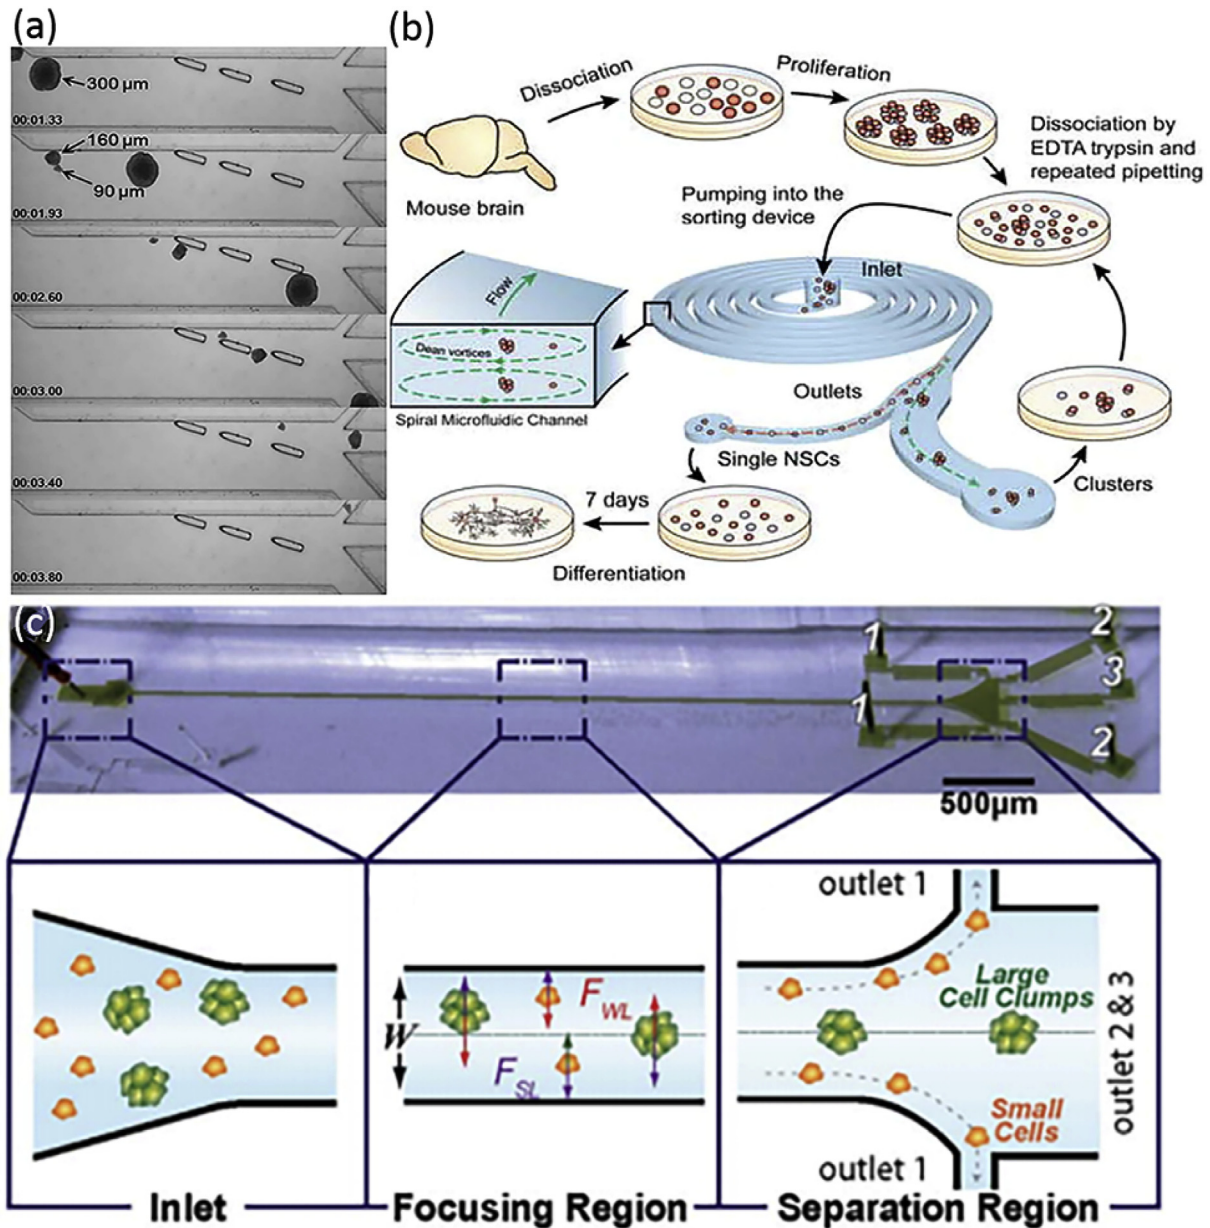 (a)
300 µm
00:01.33
160 µm
90 µm
00:01.93
00:02.60
00:03.00
00:03.40
00:03.80
(b)
Dissociation
Proliferation
Mouse brain
Dissociation by
EDTA trypsin and
repeated pipetting
Pumping into the
sorting device
Inlet
Flow
Dean vortices
Spiral Microfluidic Channel
Outlets
Single NSCs
Clusters
7 days
Differentiation
(c)
1
2
3
1
2
500µm
outlet 1
W
F_WL
F_SL
Large
Cell Clumps
Small
Cells
outlet 2 & 3
outlet 1
Inlet
Focusing Region
Separation Region